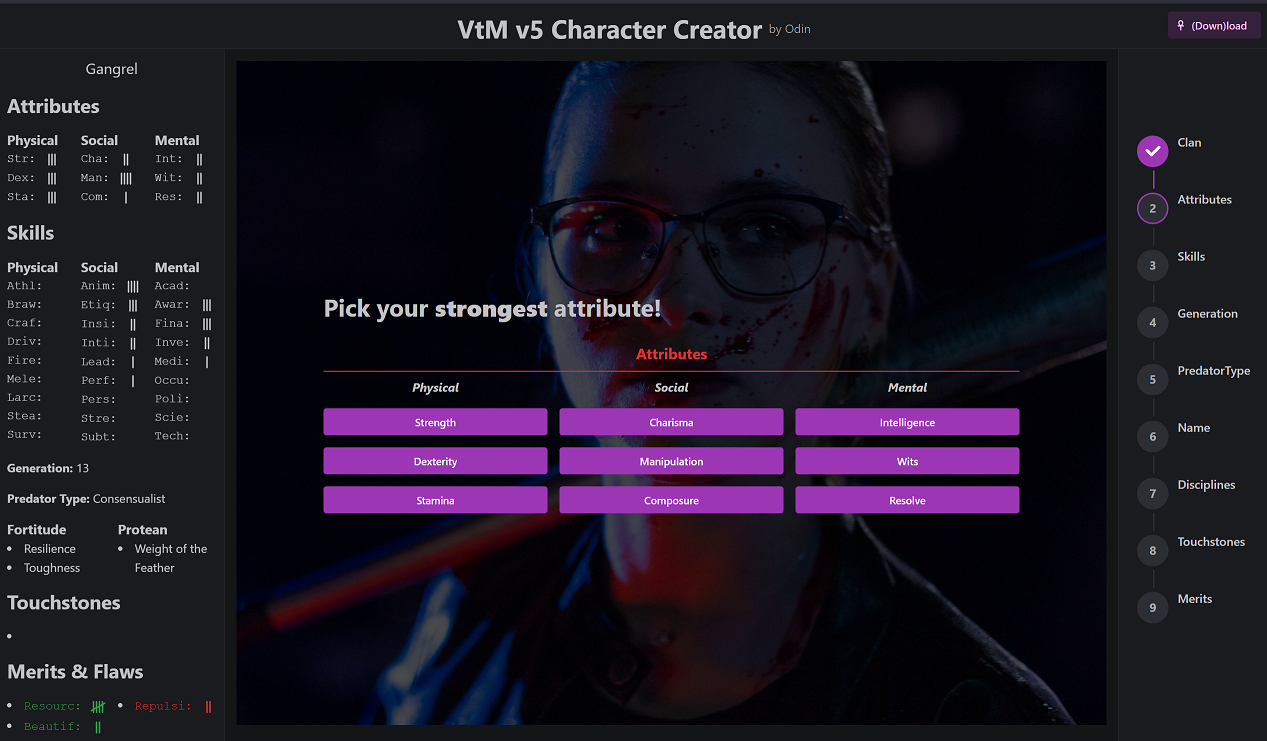 VtM v5 Character Creator by Odin
(Down)load
Gangrel
Attributes
Physical Social Mental
Str: ||| Cha: || Int: ||
Dex: ||| Man: |||| Wit: ||
Sta: ||| Com: | Res: ||
Skills
Physical Social Mental
Athl: Anim: |||| Acad:
Braw: Etiq: ||| Awar: |||
Craf: Insi: || Fina: |||
Driv: Inti: || Inve: ||
Fire: Lead: | Medi: |
Mele: Perf: | Occu:
Larc: Pers: Poli:
Stea: Stre: Scie:
Surv: Subt: Tech:
Generation: 13
Predator Type: Consensualist
Fortitude Protean
• Resilience • Weight of the
• Toughness Feather
Touchstones
•
Merits & Flaws
• Resourc: 卌 • Repulsi: ||
• Beautif: ||
Pick your strongest attribute!
Attributes
Physical Social Mental
Strength Charisma Intelligence
Dexterity Manipulation Wits
Stamina Composure Resolve
Clan
2 Attributes
3 Skills
4 Generation
5 PredatorType
6 Name
7 Disciplines
8 Touchstones
9 Merits